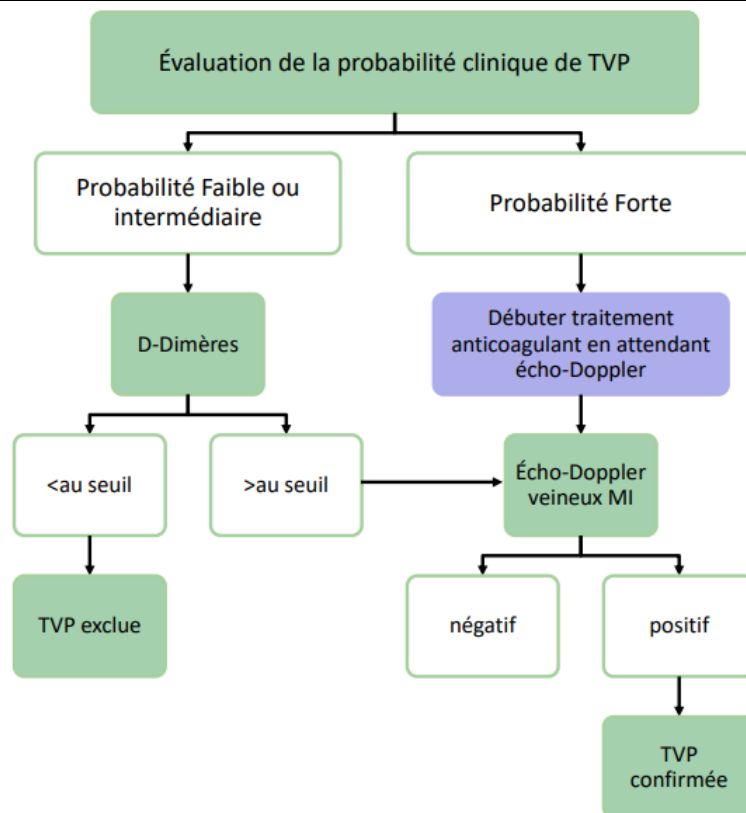 Évaluation de la probabilité clinique de TVP
Probabilité Faible ou
intermédiaire
Probabilité Forte
D-Dimères
Débuter traitement
anticoagulant en attendant
écho-Doppler
<au seuil
>au seuil
Écho-Doppler
veineux MI
TVP exclue
négatif
positif
TVP
confirmée